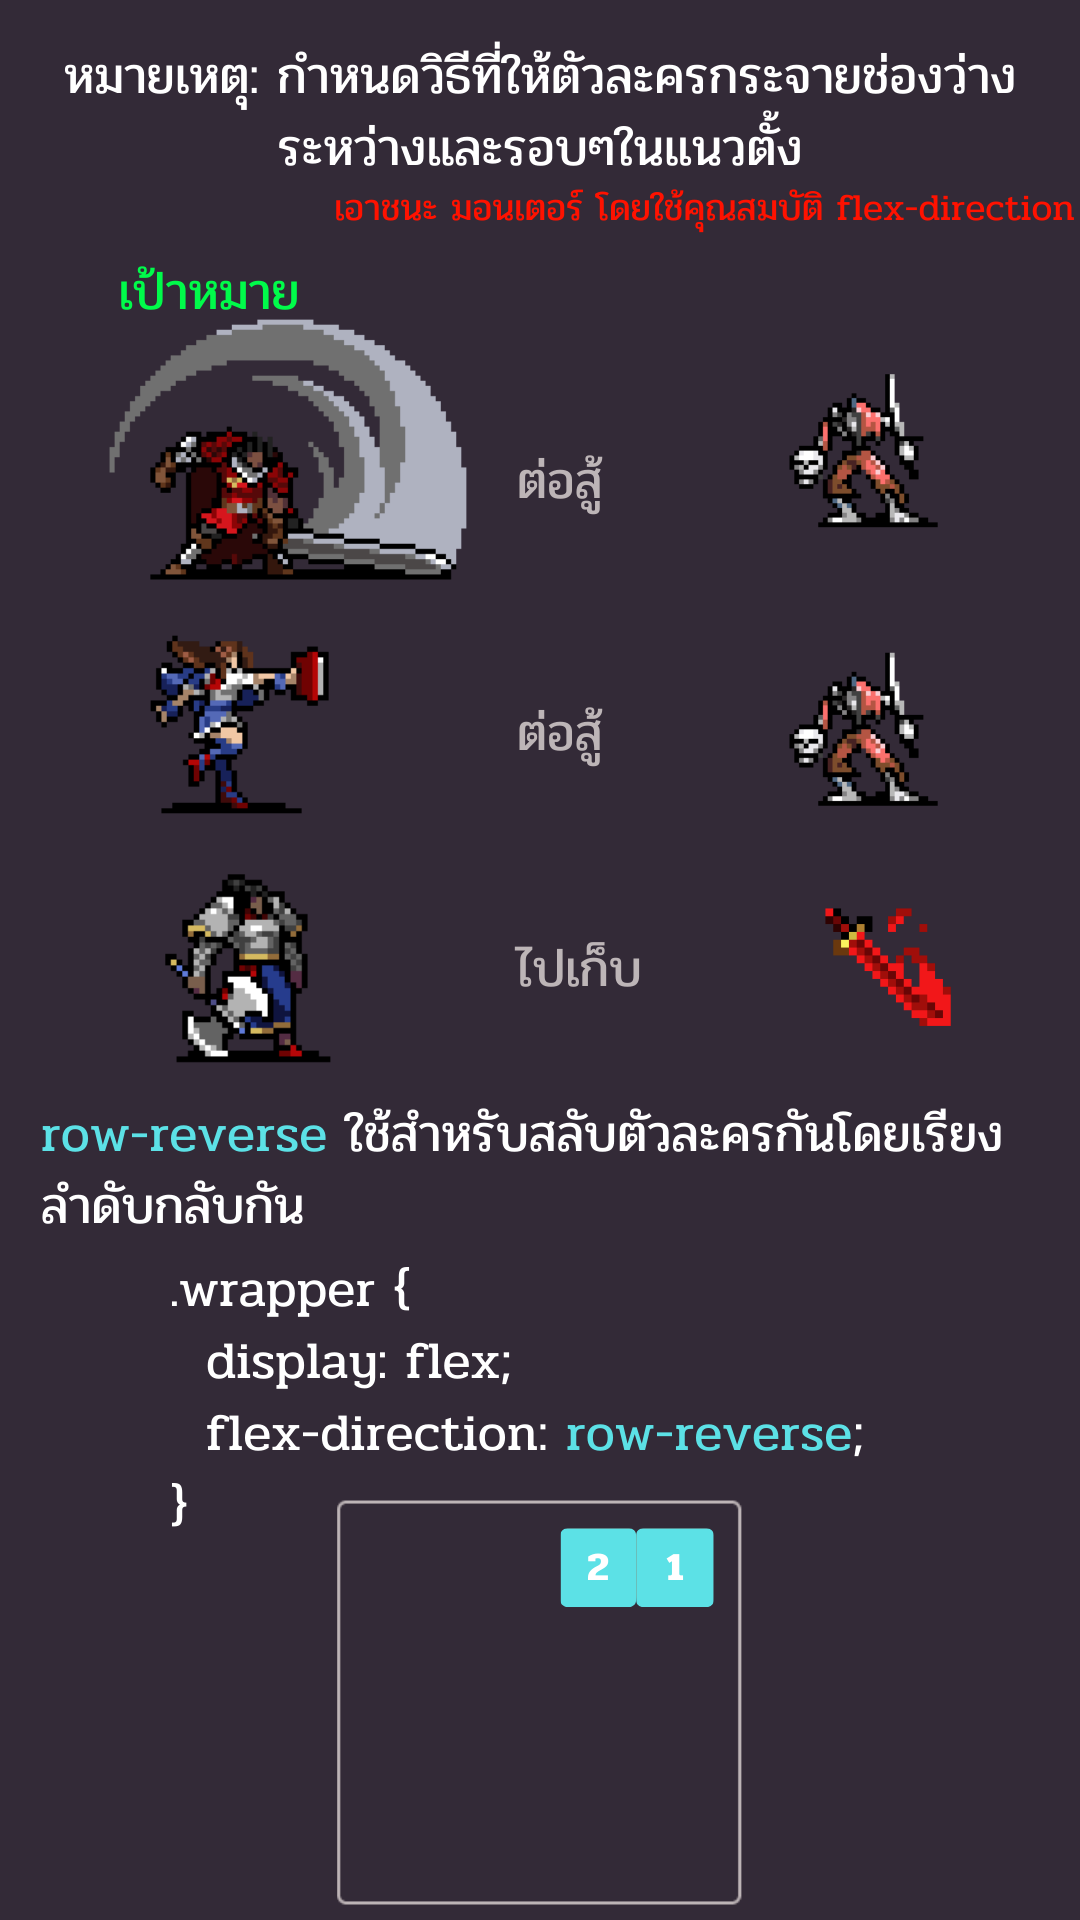 หมายเหตุ: กำหนดวิธีที่ให้ตัวละครกระจายช่องว่าง
ระหว่างและรอบๆในแนวตั้ง
เอาชนะ มอนเตอร์ โดยใช้คุณสมบัติ flex-direction
เป้าหมาย
ต่อสู้
ต่อสู้
ไปเก็บ
row-reverse ใช้สำหรับสลับตัวละครกันโดยเรียง
ลำดับกลับกัน
.wrapper {
display: flex;
flex-direction: row-reverse;
}
2 1